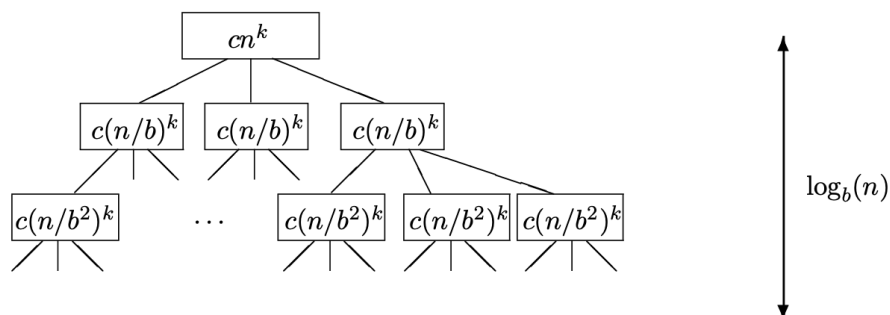 cn^k
c(n/b)^k c(n/b)^k c(n/b)^k
log_b(n)
c(n/b^2)^k ... c(n/b^2)^k c(n/b^2)^k c(n/b^2)^k